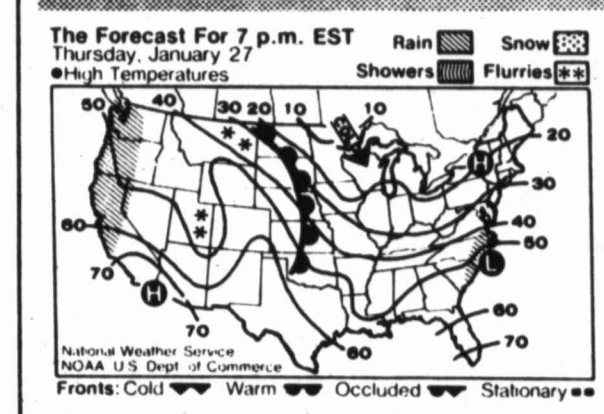 The Forecast For 7 p.m. EST
Thursday, January 27
●High Temperatures
Rain Snow
Showers Flurries **
50 40 30 20 10 10
20
30
40
50
60
70
60
70
70
60
H
H
L
National Weather Service
NOAA U S Dept of Commerce
Fronts: Cold Warm Occluded Stationary